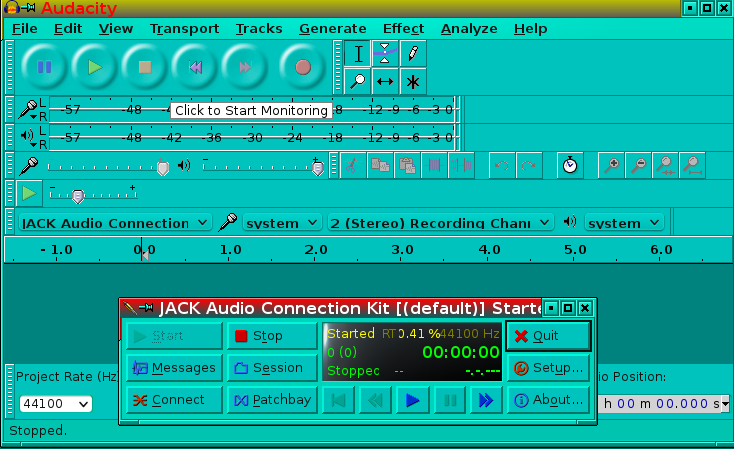 Audacity
File Edit View Transport Tracks Generate Effect Analyze Help
L R -57 -48 Click to Start Monitoring -12 -9 -6 -3 0
L R -57 -48 -42 -36 -30 -24 -18 -12 -9 -6 -3 0
- + - +
- +
JACK Audio Connection system 2 (Stereo) Recording Chann system
- 1.0 0.0 1.0 2.0 3.0 4.0 5.0 6.0
JACK Audio Connection Kit [(default)] Starte
Start Stop Started RT 0.41 % 44100 Hz Quit
0 (0) 00:00:00
Messages Session Stopped -- -.-.--- Setup...
Connect Patchbay About...
Project Rate (Hz io Position:
44100 h 00 m 00.000 s
Stopped.